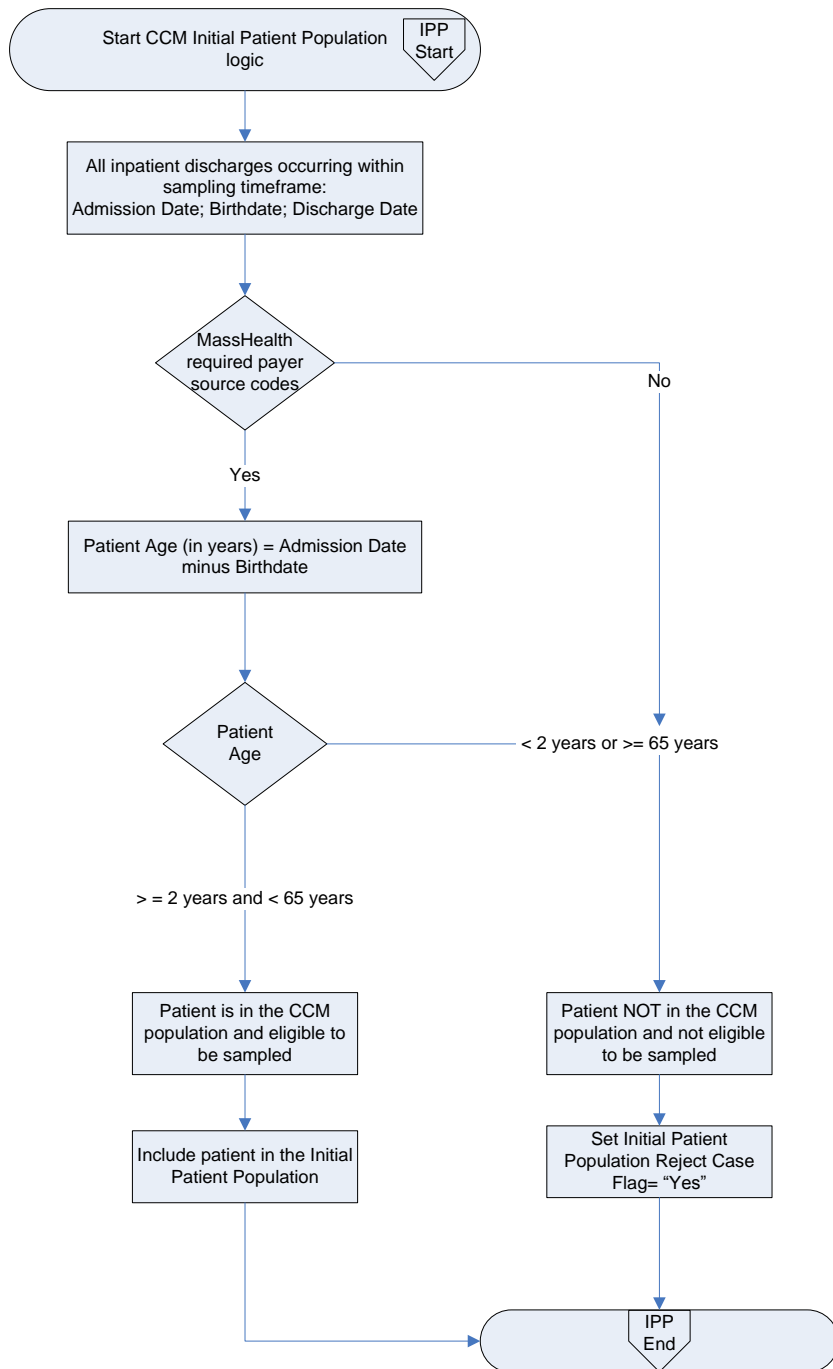 Start CCM Initial Patient Population
logic
IPP
Start
All inpatient discharges occurring within
sampling timeframe:
Admission Date; Birthdate; Discharge Date
MassHealth
required payer
source codes
No
Yes
Patient Age (in years) = Admission Date
minus Birthdate
Patient
Age
< 2 years or >= 65 years
> = 2 years and < 65 years
Patient is in the CCM
population and eligible to
be sampled
Patient NOT in the CCM
population and not eligible
to be sampled
Include patient in the Initial
Patient Population
Set Initial Patient
Population Reject Case
Flag= “Yes”
IPP
End